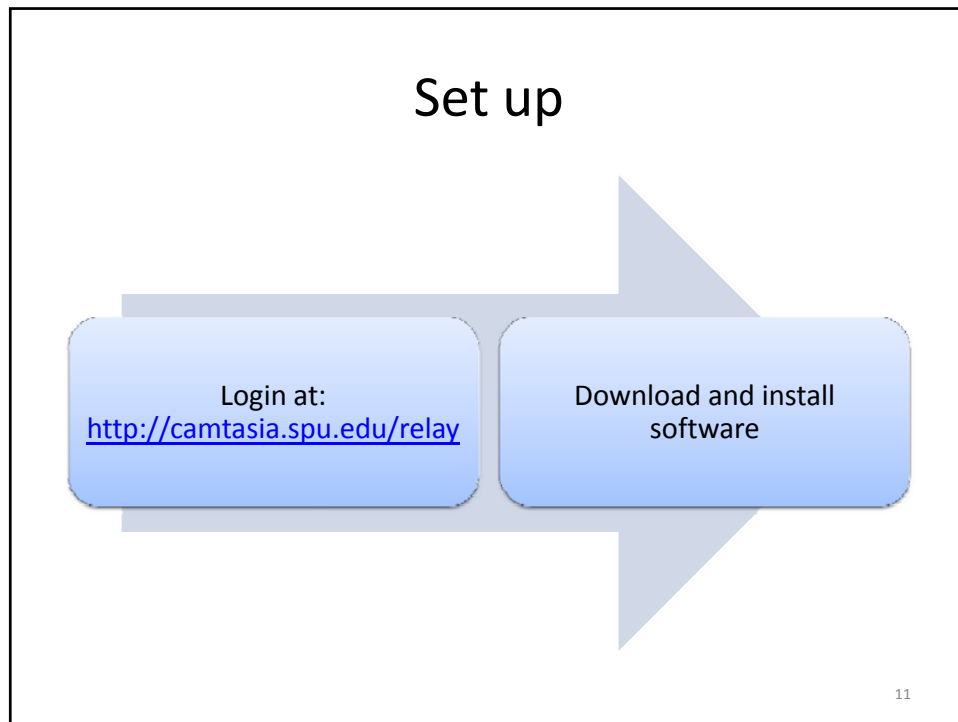 Set up
Login at:
http://camtasia.spu.edu/relay
Download and install
software
11